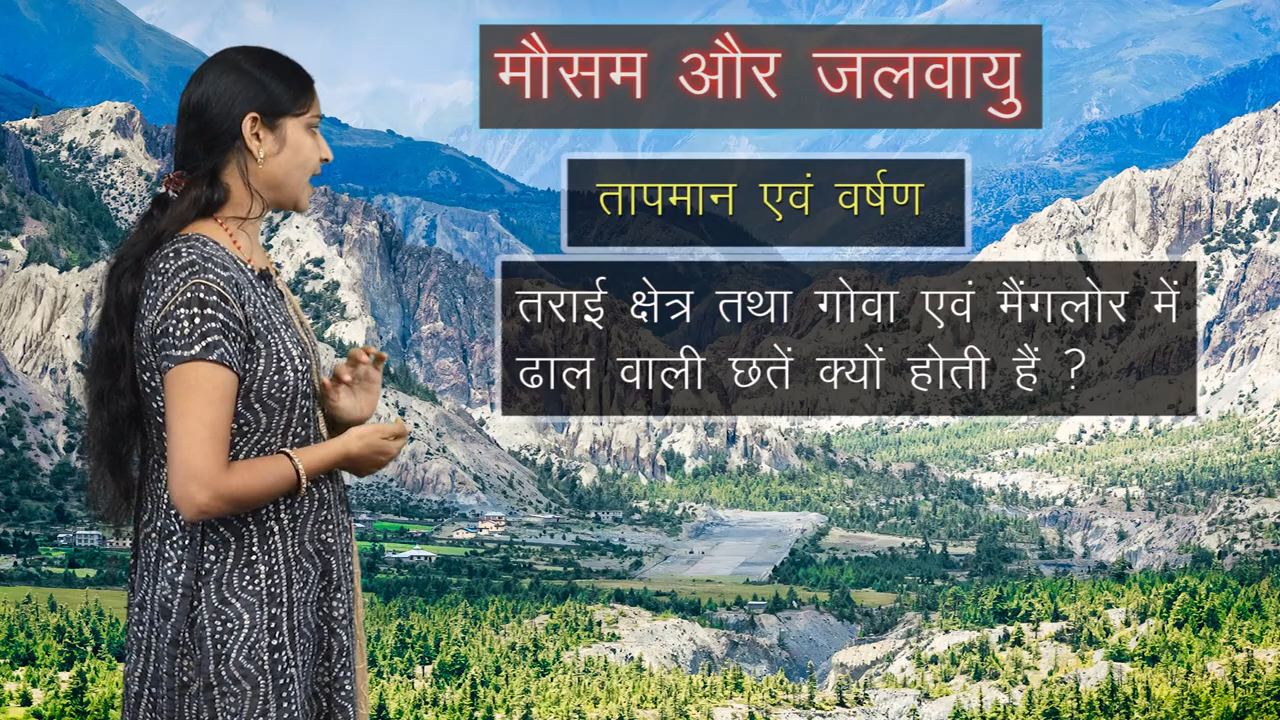 मौसम और जलवायु
तापमान एवं वर्षण
तराई क्षेत्र तथा गोवा एवं मैंगलोर में
ढाल वाली छतें क्यों होती हैं ?